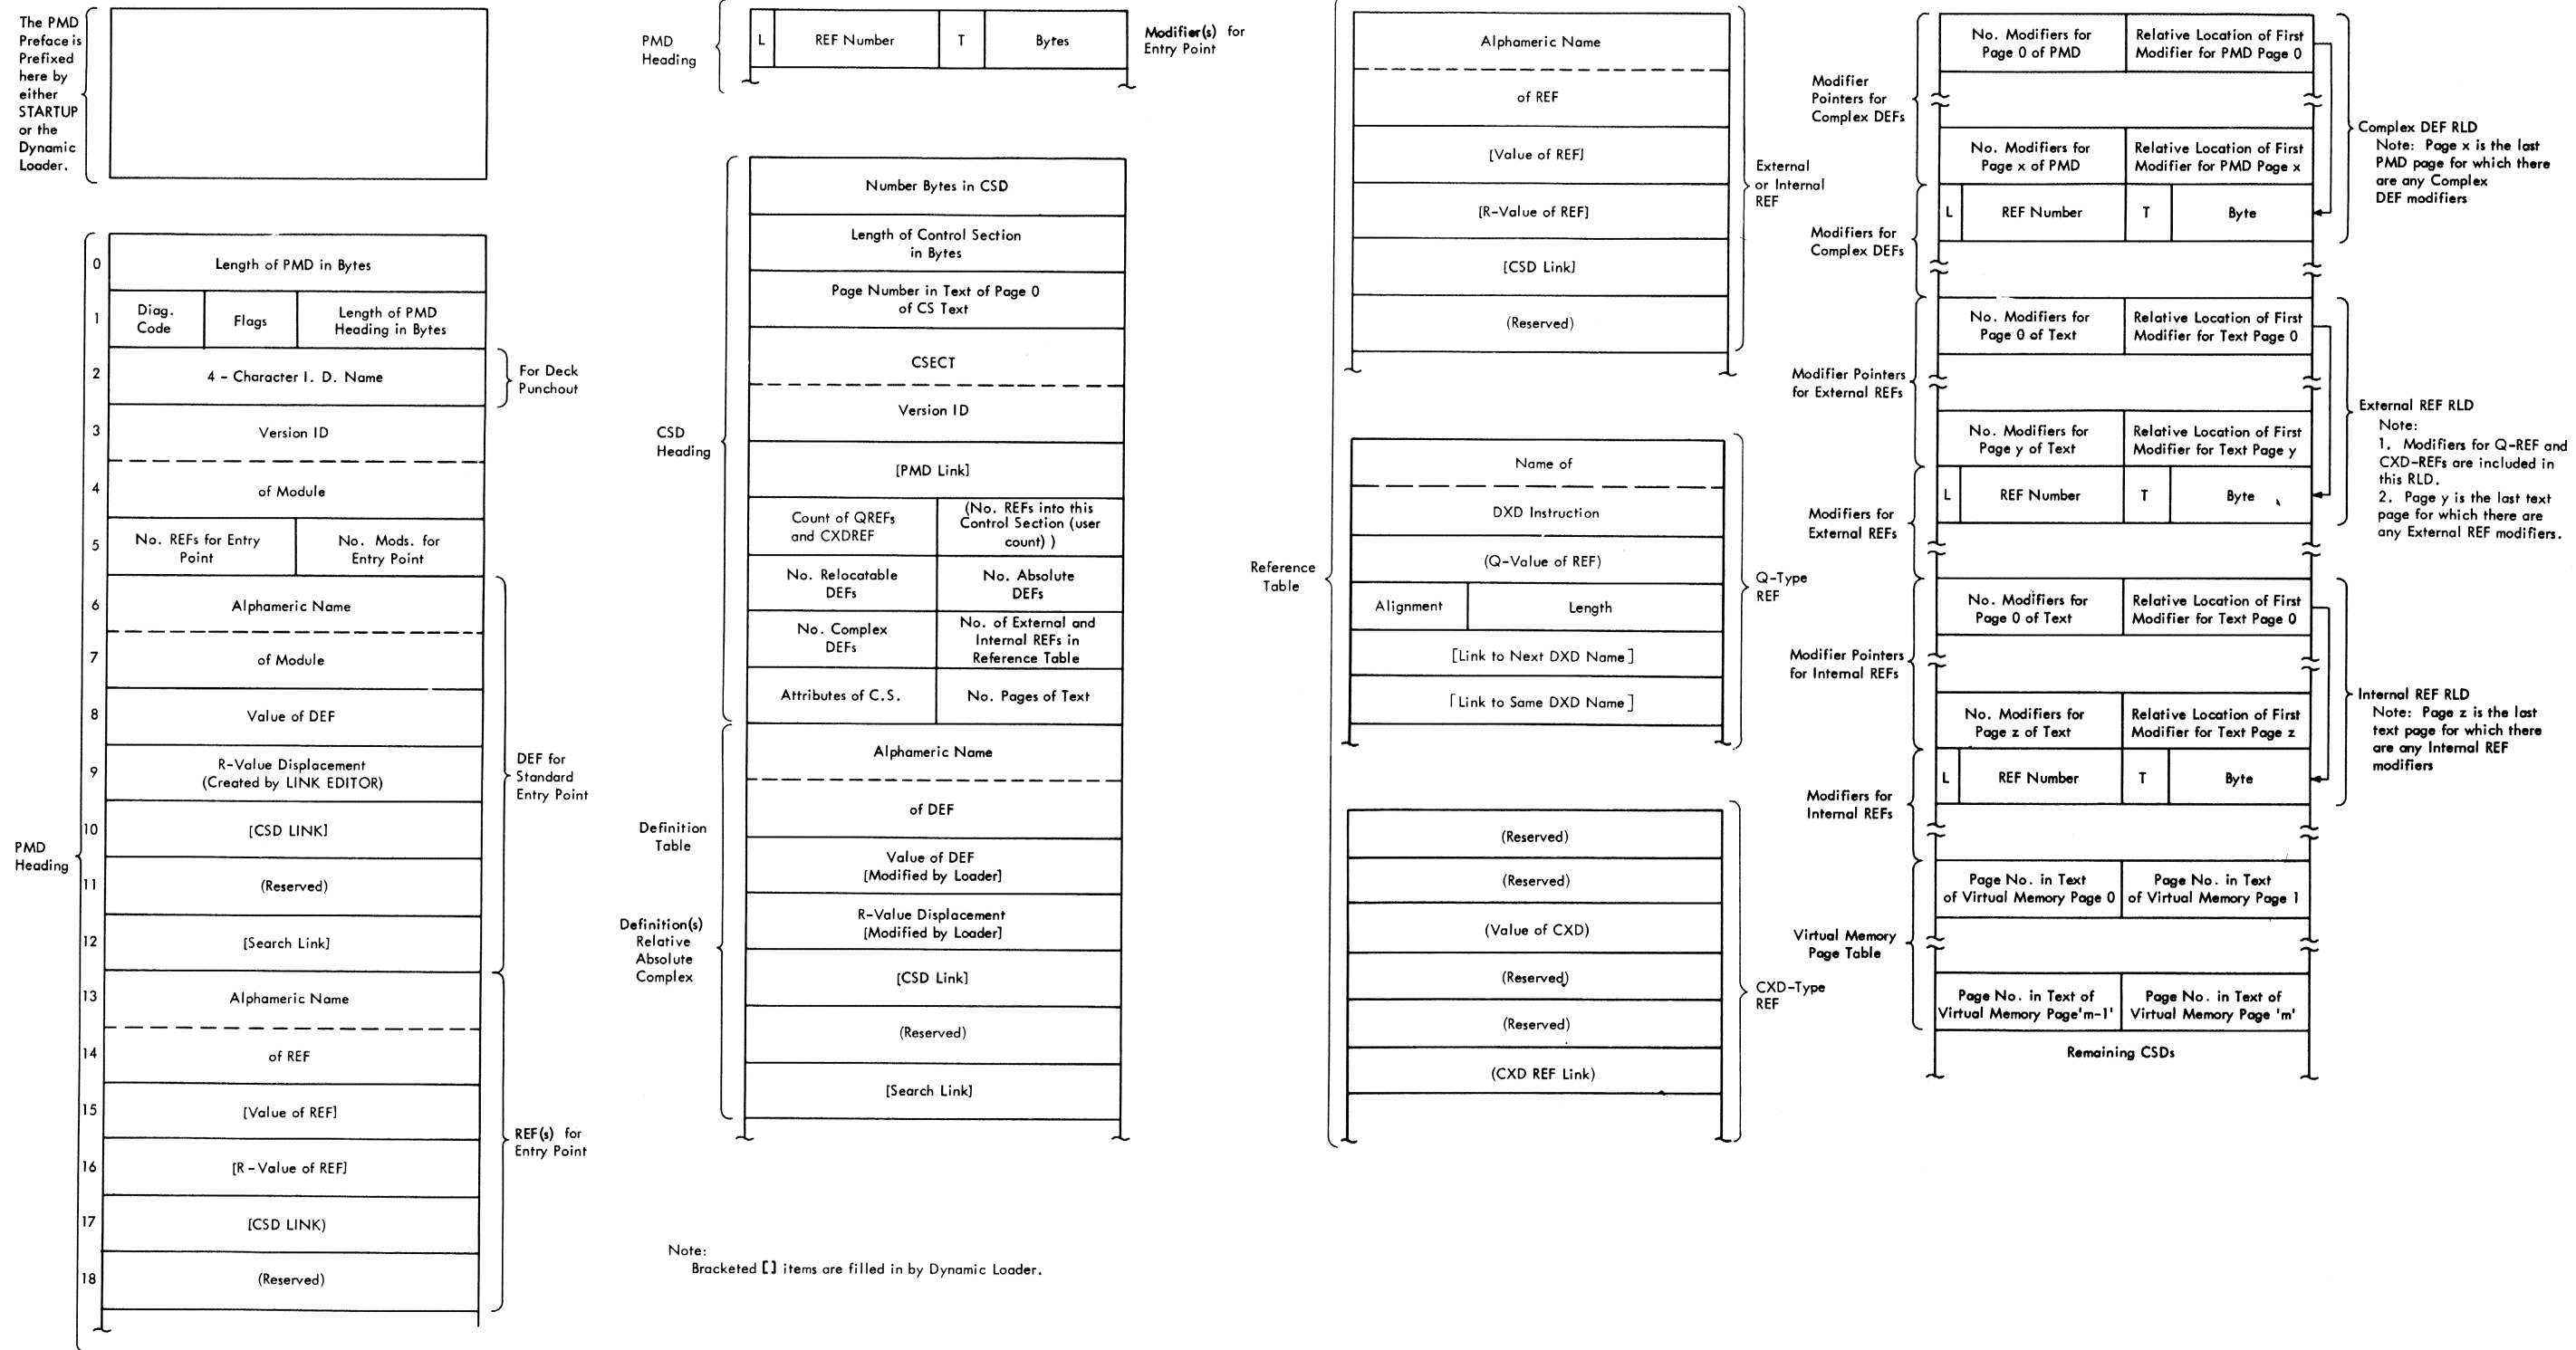 The PMD
Preface is
Prefixed
here by
either
STARTUP
or the
Dynamic
Loader.
PMD
Heading
0
Length of PMD in Bytes
1
Diag.
Code
Flags
Length of PMD
Heading in Bytes
2
4 - Character I. D. Name
For Deck
Punchout
3
Version ID
4
of Module
5
No. REFs for Entry
Point
No. Mods. for
Entry Point
6
Alphameric Name
7
of Module
8
Value of DEF
9
R-Value Displacement
(Created by LINK EDITOR)
10
[CSD LINK]
11
(Reserved)
12
[Search Link]
DEF for
Standard
Entry Point
13
Alphameric Name
14
of REF
15
[Value of REF]
16
[R - Value of REF]
17
[CSD LINK)
18
(Reserved)
REF(s) for
Entry Point
PMD
Heading
L
REF Number
T
Bytes
Modifier(s) for
Entry Point
CSD
Heading
Number Bytes in CSD
Length of Control Section
in Bytes
Page Number in Text of Page 0
of CS Text
CSECT
Version ID
[PMD Link]
Count of QREFs
and CXDREF
(No. REFs into this
Control Section (user
count) )
No. Relocatable
DEFs
No. Absolute
DEFs
No. Complex
DEFs
No. of External and
Internal REFs in
Reference Table
Attributes of C.S.
No. Pages of Text
Definition
Table
Definition(s)
Relative
Absolute
Complex
Alphameric Name
of DEF
Value of DEF
[Modified by Loader]
R-Value Displacement
[Modified by Loader]
[CSD Link]
(Reserved)
[Search Link]
Note:
Bracketed [] items are filled in by Dynamic Loader.
Reference
Table
Alphameric Name
of REF
[Value of REF]
[R-Value of REF]
[CSD Link]
(Reserved)
External
or Internal
REF
Name of
DXD Instruction
(Q-Value of REF)
Alignment
Length
[Link to Next DXD Name]
[Link to Same DXD Name]
Q-Type
REF
(Reserved)
(Reserved)
(Value of CXD)
(Reserved)
(Reserved)
(CXD REF Link)
CXD-Type
REF
Modifier
Pointers for
Complex DEFs
No. Modifiers for
Page 0 of PMD
Relative Location of First
Modifier for PMD Page 0
No. Modifiers for
Page x of PMD
Relative Location of First
Modifier for PMD Page x
Modifiers for
Complex DEFs
L
REF Number
T
Byte
Complex DEF RLD
Note: Page x is the last
PMD page for which there
are any Complex
DEF modifiers
Modifier Pointers
for External REFs
No. Modifiers for
Page 0 of Text
Relative Location of First
Modifier for Text Page 0
No. Modifiers for
Page y of Text
Relative Location of First
Modifier for Text Page y
Modifiers for
External REFs
L
REF Number
T
Byte
External REF RLD
Note:
1. Modifiers for Q-REF and
CXD-REFs are included in
this RLD.
2. Page y is the last text
page for which there are
any External REF modifiers.
Modifier Pointers
for Internal REFs
No. Modifiers for
Page 0 of Text
Relative Location of First
Modifier for Text Page 0
No. Modifiers for
Page z of Text
Relative Location of First
Modifier for Text Page z
Modifiers for
Internal REFs
L
REF Number
T
Byte
Internal REF RLD
Note: Page z is the last
text page for which there
are any Internal REF
modifiers
Virtual Memory
Page Table
Page No. in Text
of Virtual Memory Page 0
Page No. in Text
of Virtual Memory Page 1
Page No. in Text of
Virtual Memory Page'm-1'
Page No. in Text of
Virtual Memory Page 'm'
Remaining CSDs